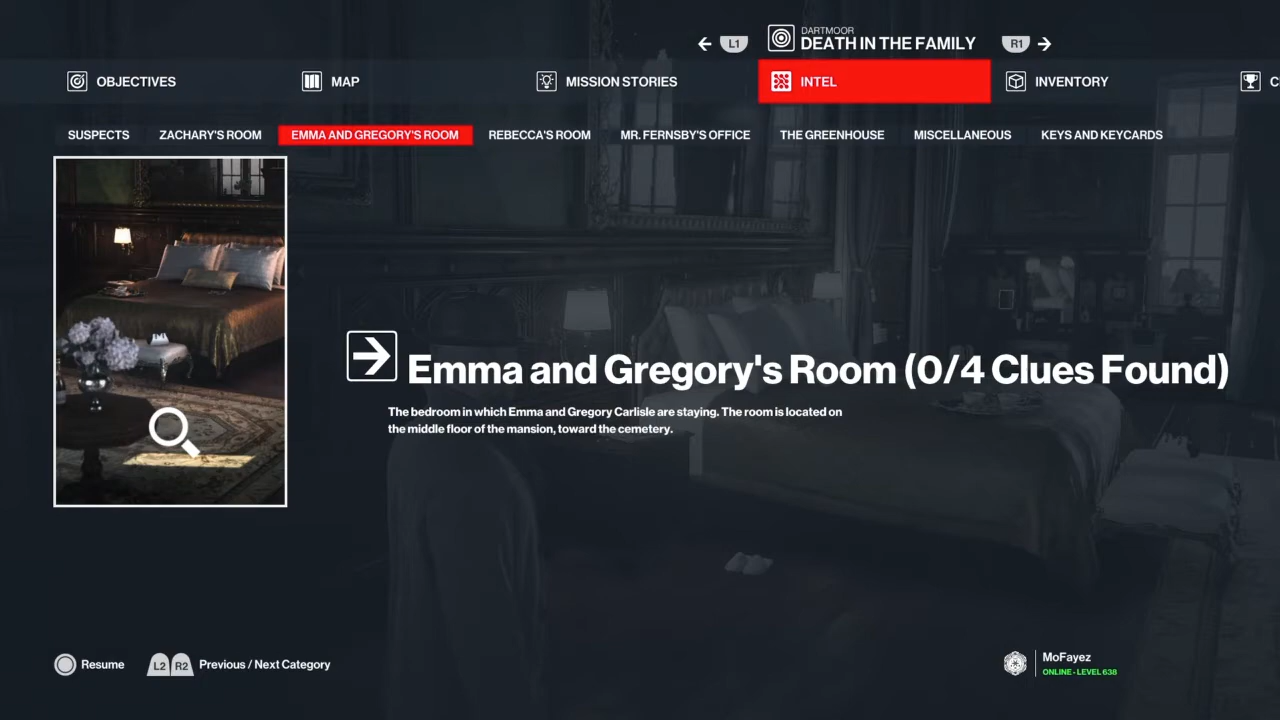 DARTMOOR
L1 DEATH IN THE FAMILY R1
OBJECTIVES MAP MISSION STORIES INTEL INVENTORY C
SUSPECTS ZACHARY'S ROOM EMMA AND GREGORY'S ROOM REBECCA'S ROOM MR. FERNSBY'S OFFICE THE GREENHOUSE MISCELLANEOUS KEYS AND KEYCARDS
Emma and Gregory's Room (0/4 Clues Found)
The bedroom in which Emma and Gregory Carlisle are staying. The room is located on
the middle floor of the mansion, toward the cemetery.
Resume L2 R2 Previous / Next Category
MoFayez
ONLINE - LEVEL 638